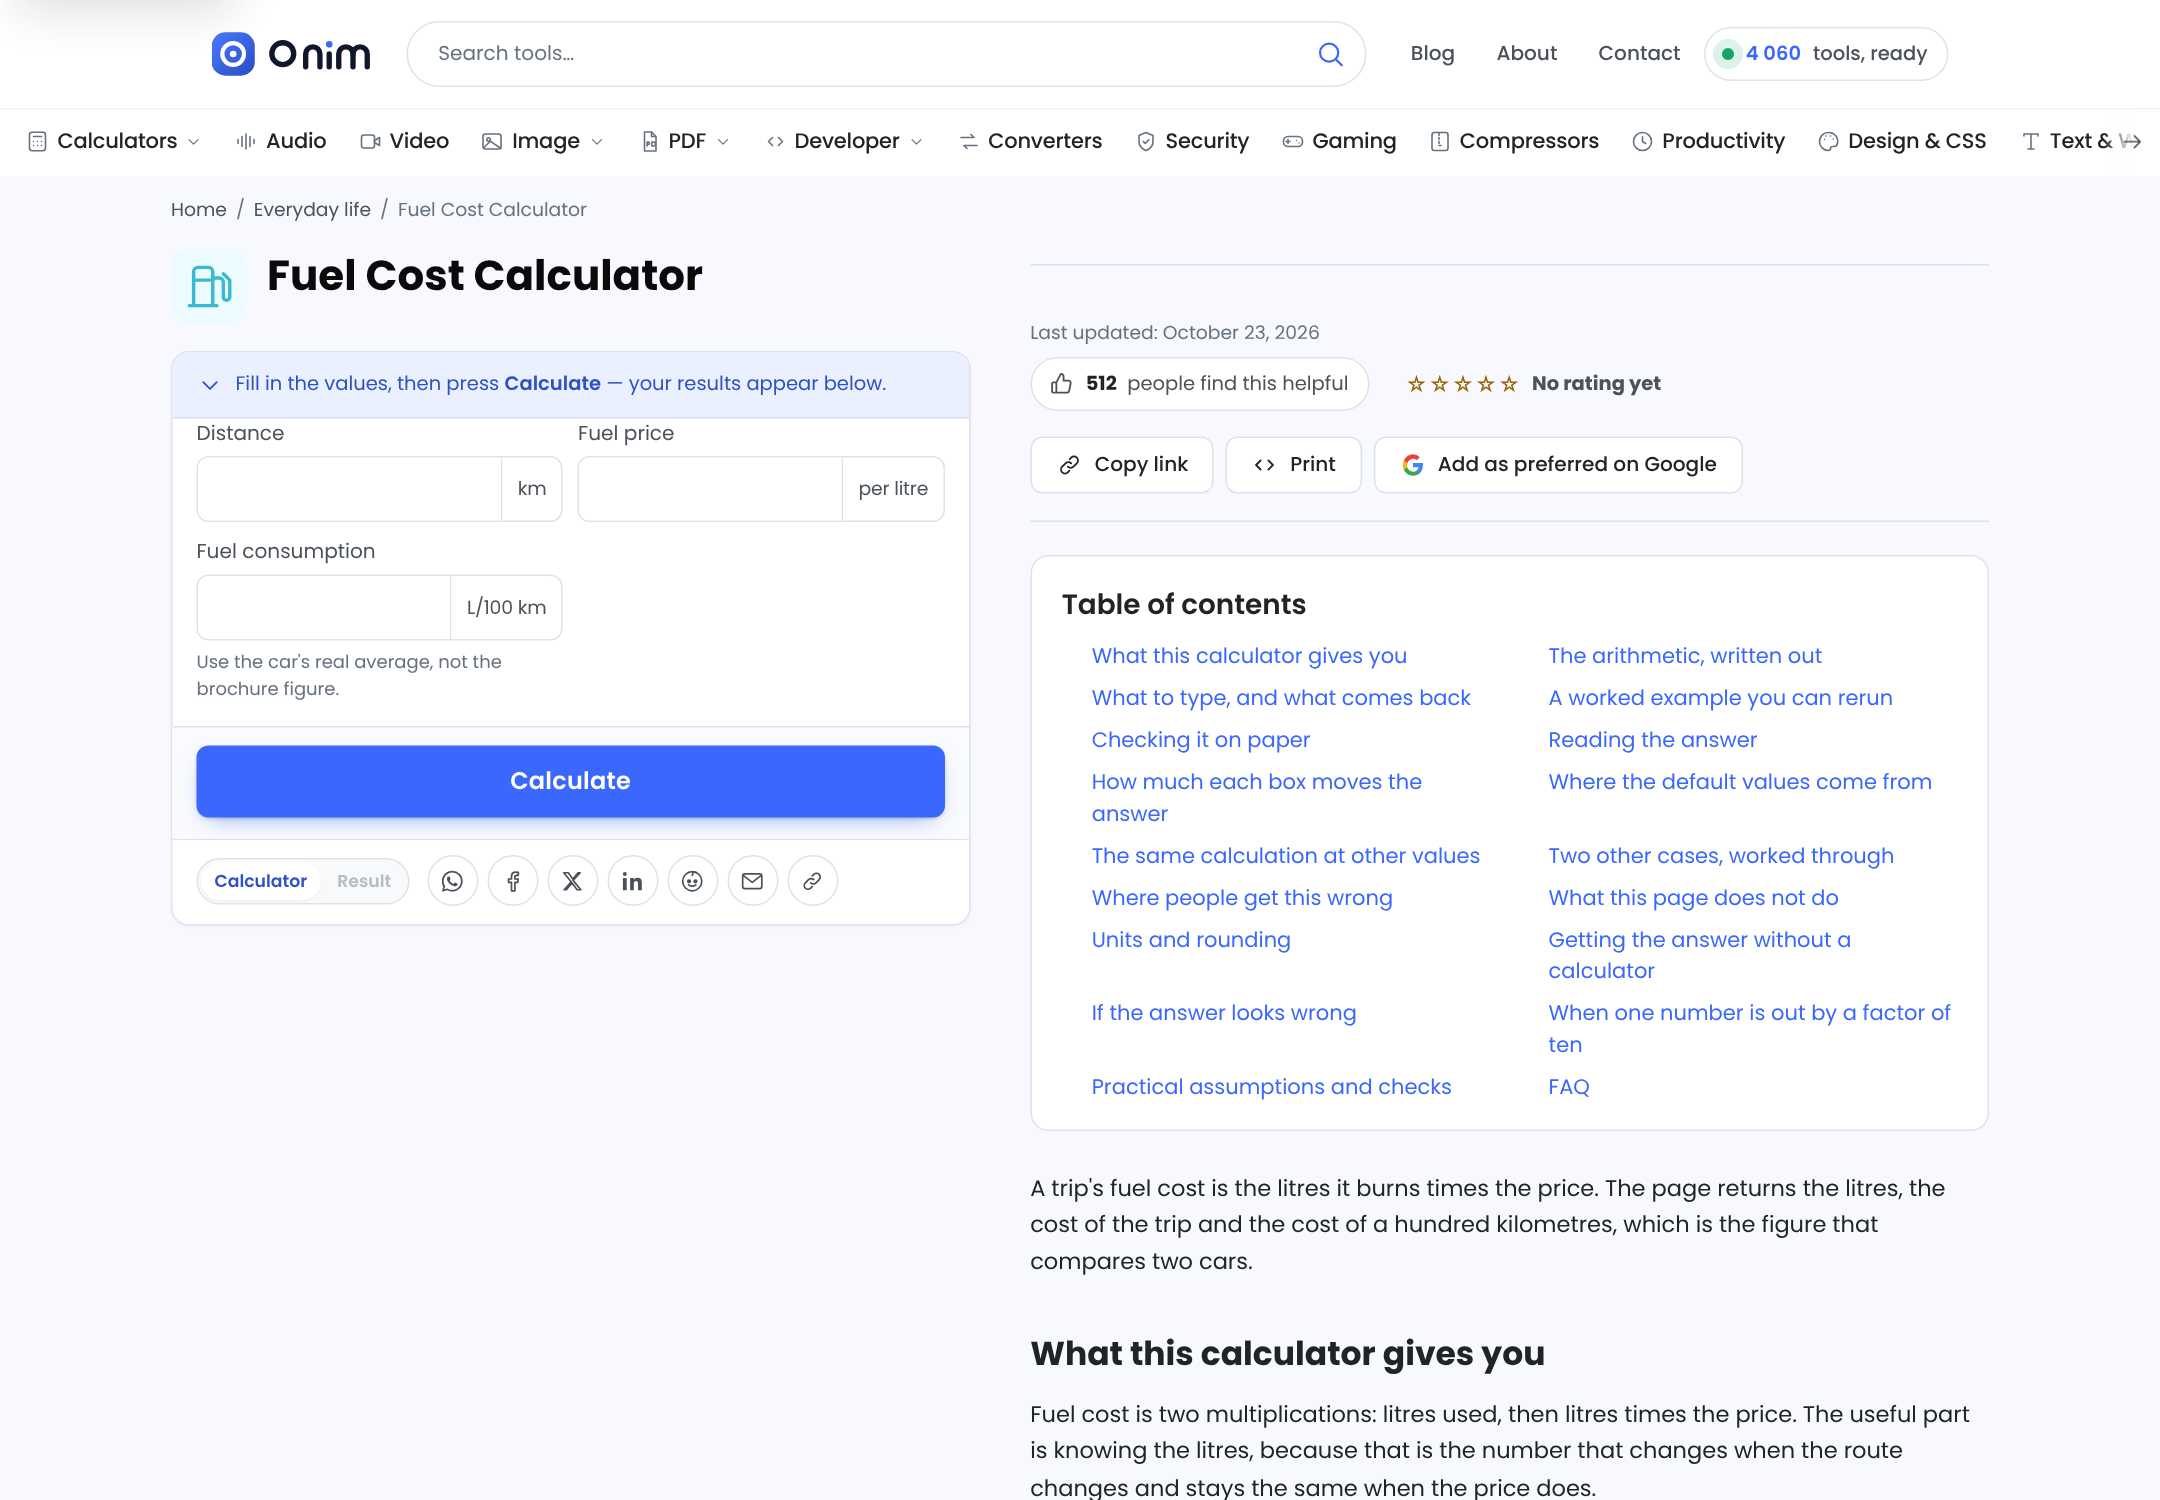 Onim
Search tools...
Blog
About
Contact
4 060 tools, ready
Calculators
Audio
Video
Image
PDF
Developer
Converters
Security
Gaming
Compressors
Productivity
Design & CSS
Text &
Home / Everyday life / Fuel Cost Calculator
Fuel Cost Calculator
Fill in the values, then press Calculate — your results appear below.
Distance
km
Fuel price
per litre
Fuel consumption
L/100 km
Use the car's real average, not the
brochure figure.
Calculate
Calculator
Result
Last updated: October 23, 2026
512 people find this helpful
No rating yet
Copy link
Print
Add as preferred on Google
Table of contents
What this calculator gives you
The arithmetic, written out
What to type, and what comes back
A worked example you can rerun
Checking it on paper
Reading the answer
How much each box moves the
answer
Where the default values come from
The same calculation at other values
Two other cases, worked through
Where people get this wrong
What this page does not do
Units and rounding
Getting the answer without a
calculator
If the answer looks wrong
When one number is out by a factor of
ten
Practical assumptions and checks
FAQ
A trip's fuel cost is the litres it burns times the price. The page returns the litres, the
cost of the trip and the cost of a hundred kilometres, which is the figure that
compares two cars.
What this calculator gives you
Fuel cost is two multiplications: litres used, then litres times the price. The useful part
is knowing the litres, because that is the number that changes when the route
changes and stays the same when the price does.